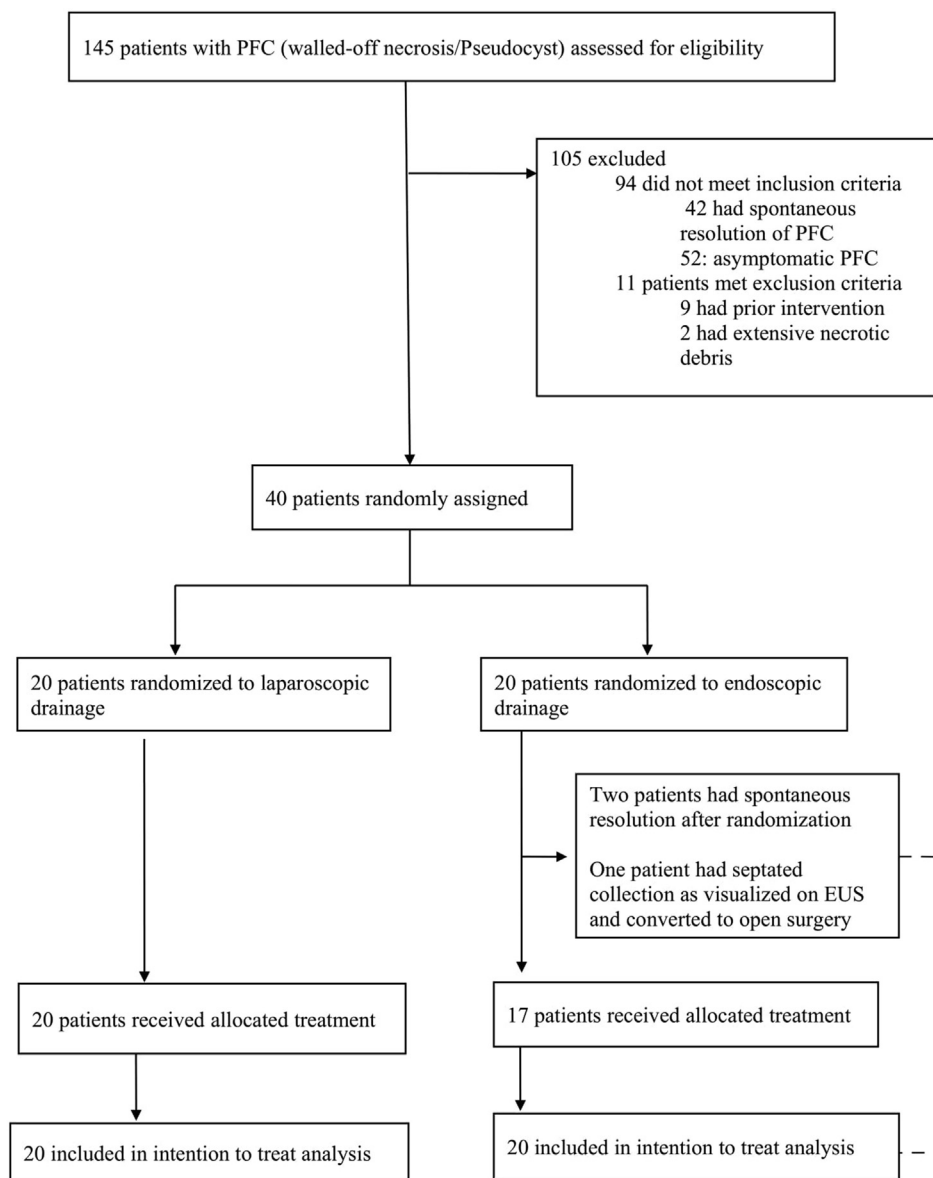 145 patients with PFC (walled-off necrosis/Pseudocyst) assessed for eligibility
105 excluded
94 did not meet inclusion criteria
42 had spontaneous
resolution of PFC
52: asymptomatic PFC
11 patients met exclusion criteria
9 had prior intervention
2 had extensive necrotic
debris
40 patients randomly assigned
20 patients randomized to laparoscopic
drainage
20 patients randomized to endoscopic
drainage
Two patients had spontaneous
resolution after randomization
One patient had septated
collection as visualized on EUS
and converted to open surgery
20 patients received allocated treatment
17 patients received allocated treatment
20 included in intention to treat analysis
20 included in intention to treat analysis